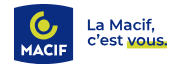 MACIF
La Macif,
c'est vous.